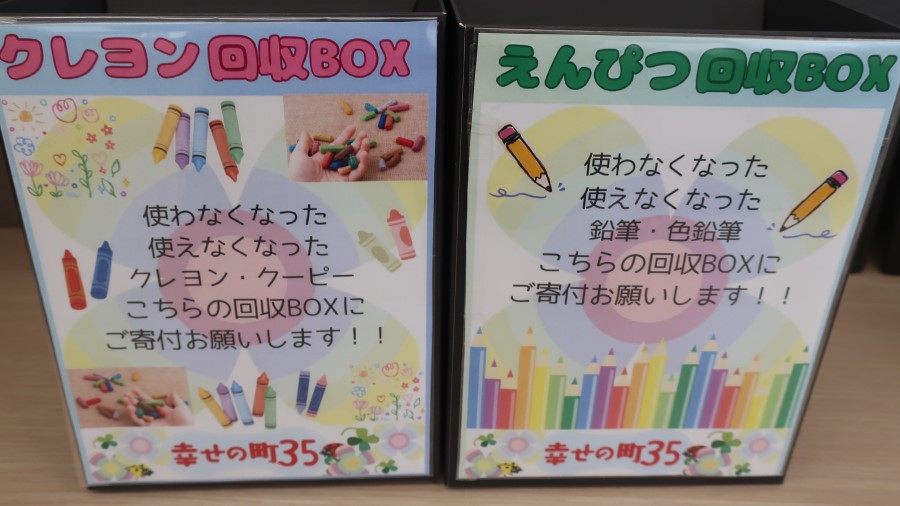 クレヨン回収BOX
使わなくなった
使えなくなった
クレヨン・クーピー
こちらの回収BOXに
ご寄付お願いします！！
幸せの町35
えんぴつ回収BOX
使わなくなった
使えなくなった
鉛筆・色鉛筆
こちらの回収BOXに
ご寄付お願いします！！
幸せの町35